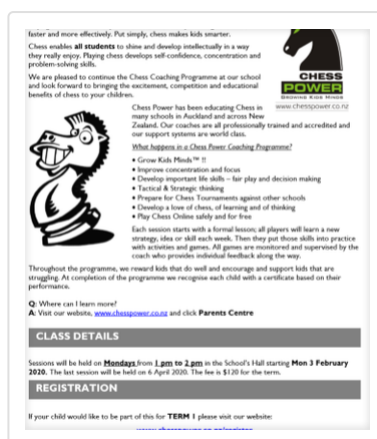 faster and more effectively. Put simply, chess makes kids smarter.
Chess enables all students to shine and develop intellectually in a way
they really enjoy. Playing chess develops self-confidence, concentration and
problem-solving skills.
We are pleased to continue the Chess Coaching Programme at our school
and look forward to bringing the excitement, competition and educational
benefits of chess to your children.
CHESS
POWER
GROWING KIDS MINDS
www.chesspower.co.nz
Chess Power has been educating Chess in
many schools in Auckland and across New
Zealand. Our coaches are all professionally trained and accredited and
our support systems are world class.
What happens in a Chess Power Coaching Programme?
• Grow Kids Minds™ !!
• Improve concentration and focus
• Develop important life skills – fair play and decision making
• Tactical & Strategic thinking
• Prepare for Chess Tournaments against other schools
• Develop a love of chess, of learning and of thinking
• Play Chess Online safely and for free
Each session starts with a formal lesson; all players will learn a new
strategy, idea or skill each week. Then they put those skills into practice
with activities and games. All games are monitored and supervised by the
coach who provides individual feedback along the way.
Throughout the programme, we reward kids that do well and encourage and support kids that are
struggling. At completion of the programme we recognise each child with a certificate based on their
performance.
Q: Where can I learn more?
A: Visit our website, www.chesspower.co.nz and click Parents Centre
CLASS DETAILS
Sessions will be held on Mondays from 1 pm to 2 pm in the School's Hall starting Mon 3 February
2020. The last session will be held on 6 April 2020. The fee is $120 for the term.
REGISTRATION
If your child would like to be part of this for TERM 1 please visit our website: